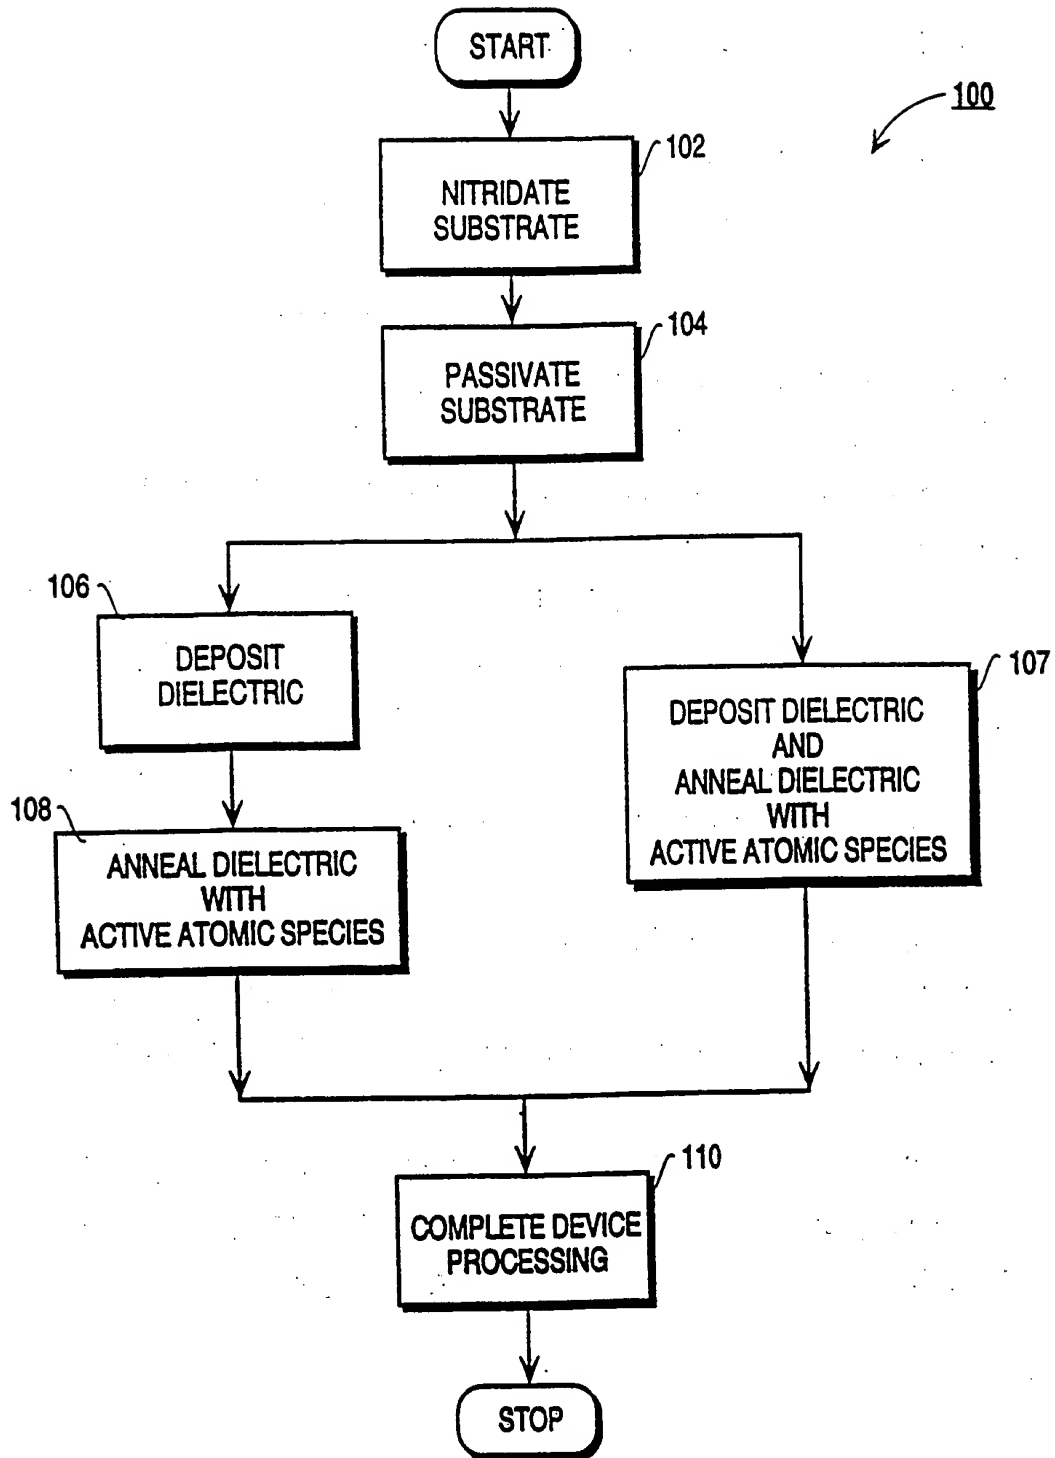 START
100
102
NITRIDATE
SUBSTRATE
104
PASSIVATE
SUBSTRATE
106
DEPOSIT
DIELECTRIC
107
DEPOSIT DIELECTRIC
AND
ANNEAL DIELECTRIC
WITH
ACTIVE ATOMIC SPECIES
108
ANNEAL DIELECTRIC
WITH
ACTIVE ATOMIC SPECIES
110
COMPLETE DEVICE
PROCESSING
STOP